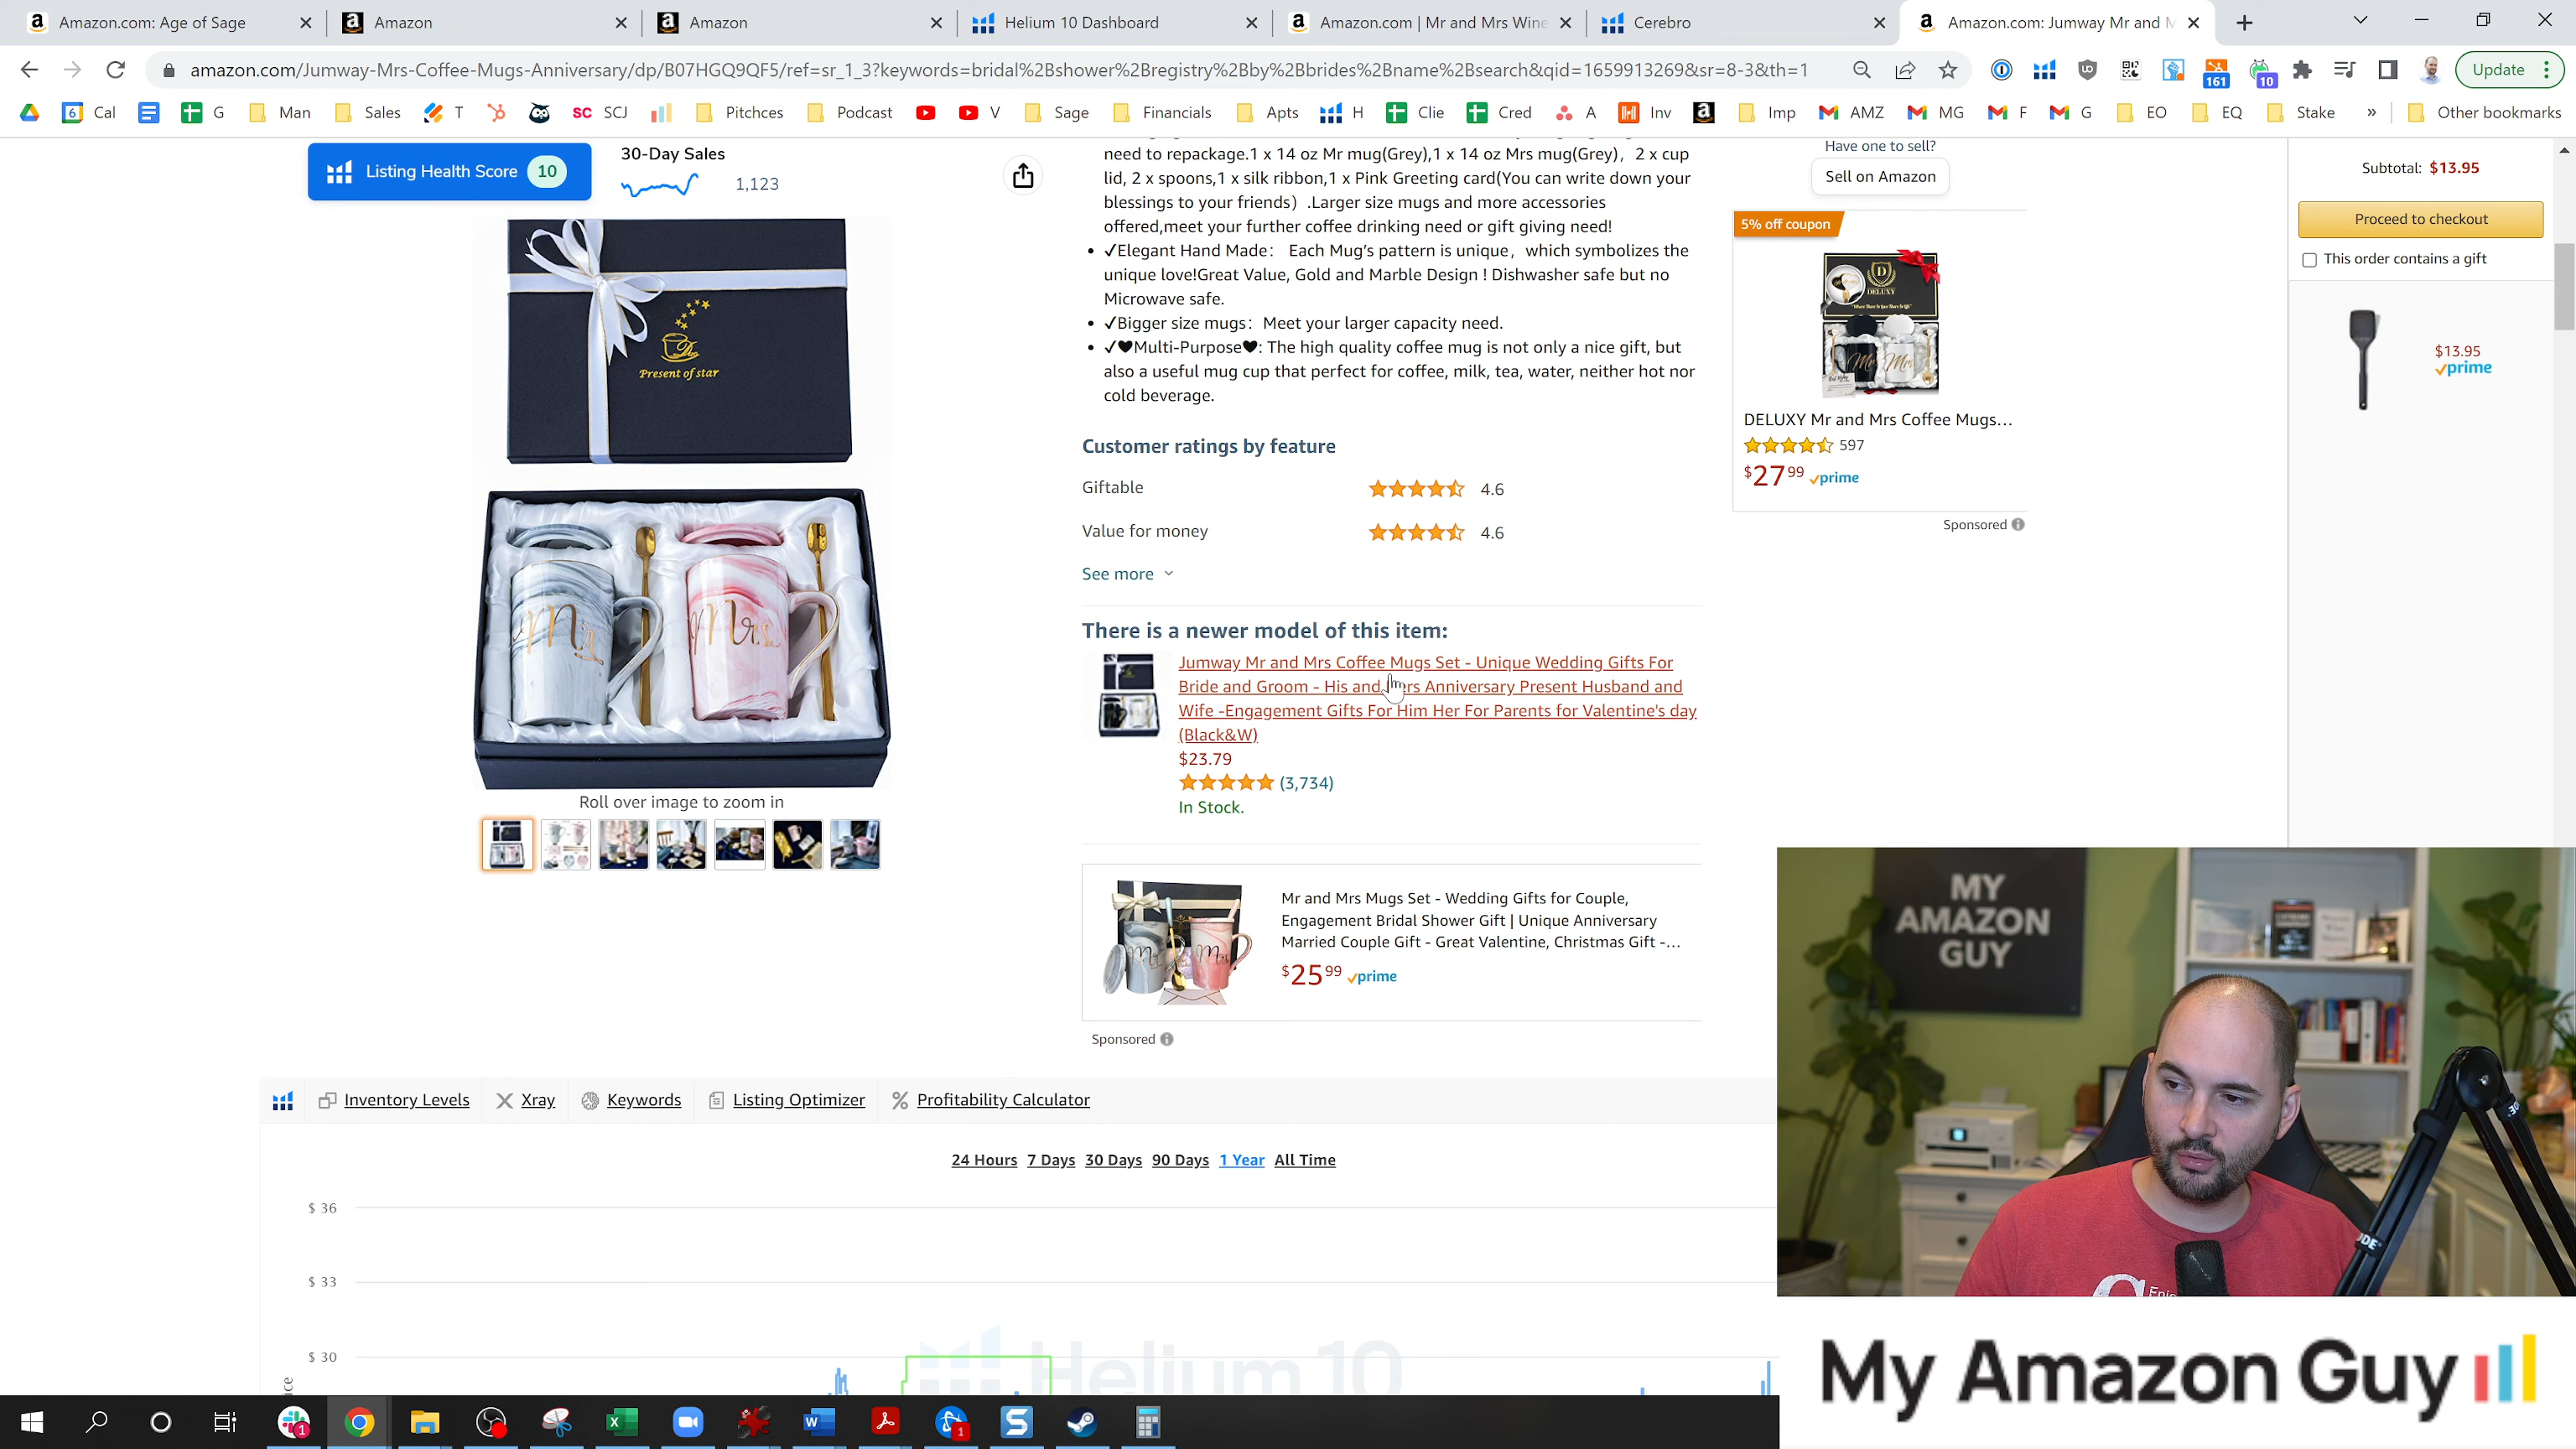 Amazon.com: Age of Sage
Amazon
Amazon
Helium 10 Dashboard
Amazon.com | Mr and Mrs Wine
Cerebro
Amazon.com: Jumway Mr and M
amazon.com/Jumway-Mrs-Coffee-Mugs-Anniversary/dp/B07HGQ9QF5/ref=sr_1_3?keywords=bridal%2Bshower%2Bregistry%2Bby%2Bbrides%2Bname%2Bsearch&qid=1659913269&sr=8-3&th=1
161
10
Update
6 Cal G Man Sales T SC SCJ Pitchces Podcast V Sage Financials Apts H Clie Cred A Inv Imp AMZ MG F G EO EQ Stake » Other bookmarks
Listing Health Score 10
30-Day Sales
1,123
Present of star
Mr
Mrs
Roll over image to zoom in
need to repackage.1 x 14 oz Mr mug(Grey),1 x 14 oz Mrs mug(Grey)，2 x cup
lid, 2 x spoons,1 x silk ribbon,1 x Pink Greeting card(You can write down your
blessings to your friends）.Larger size mugs and more accessories
offered,meet your further coffee drinking need or gift giving need!
• ✓Elegant Hand Made： Each Mug's pattern is unique，which symbolizes the
unique love!Great Value, Gold and Marble Design ! Dishwasher safe but no
Microwave safe.
• ✓Bigger size mugs：Meet your larger capacity need.
• ✓♥Multi-Purpose♥: The high quality coffee mug is not only a nice gift, but
also a useful mug cup that perfect for coffee, milk, tea, water, neither hot nor
cold beverage.
Customer ratings by feature
Giftable 4.6
Value for money 4.6
See more
There is a newer model of this item:
Jumway Mr and Mrs Coffee Mugs Set - Unique Wedding Gifts For
Bride and Groom - His and Hers Anniversary Present Husband and
Wife -Engagement Gifts For Him Her For Parents for Valentine's day
(Black&W)
$23.79
(3,734)
In Stock.
Mr and Mrs Mugs Set - Wedding Gifts for Couple,
Engagement Bridal Shower Gift | Unique Anniversary
Married Couple Gift - Great Valentine, Christmas Gift -...
$25 99 prime
Sponsored
Have one to sell?
Sell on Amazon
5% off coupon
DELUXY
DELUXY Mr and Mrs Coffee Mugs...
597
$27 99 prime
Sponsored
Subtotal: $13.95
Proceed to checkout
This order contains a gift
$13.95
prime
Inventory Levels
Xray
Keywords
Listing Optimizer
Profitability Calculator
24 Hours 7 Days 30 Days 90 Days 1 Year All Time
$ 36
$ 33
$ 30
Helium 10
MY
AMAZON
GUY
My Amazon Guy